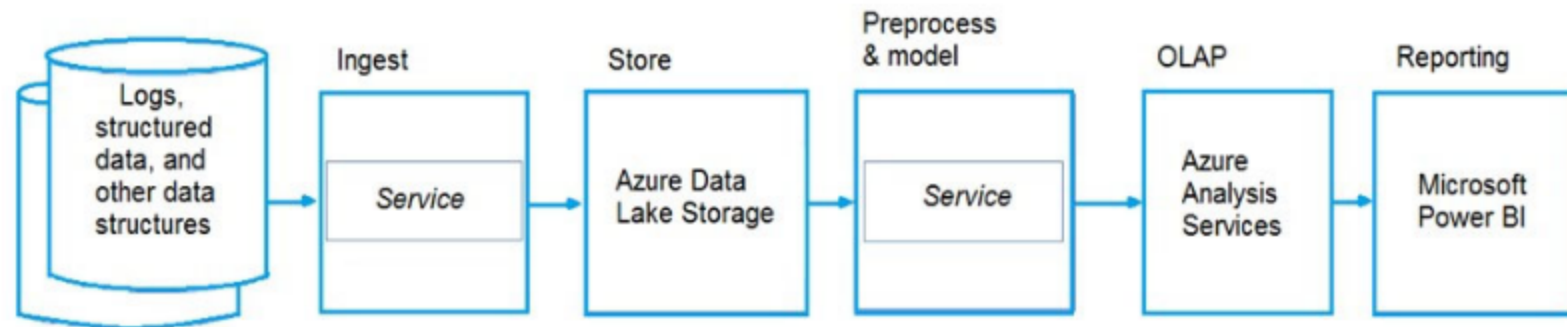 Logs,
structured
data, and
other data
structures
Ingest
Service
Store
Azure Data
Lake Storage
Preprocess
& model
Service
OLAP
Azure
Analysis
Services
Reporting
Microsoft
Power BI